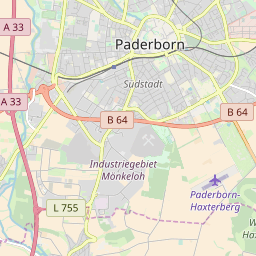 A 33
Paderborn
Südstadt
A 33
B 64
B 64
Industriegebiet
Mönkeloh
Paderborn-
Haxterberg
L 755